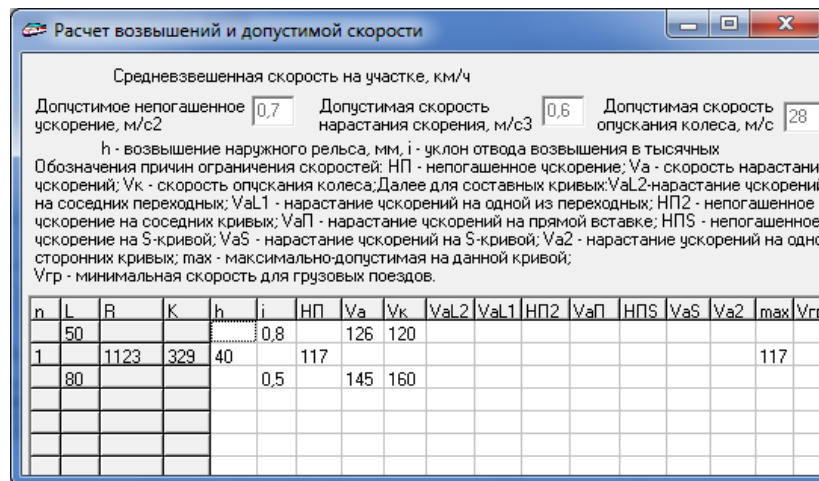 Расчет возвышений и допустимой скорости
Средневзвешенная скорость на участке, км/ч
Допустимое непогашенное ускорение, м/с2 0,7 Допустимая скорость нарастания скорения, м/с3 0,6 Допустимая скорость опускания колеса, м/с 28
h - возвышение наружного рельса, мм, i - уклон отвода возвышения в тысячных
Обозначения причин ограничения скоростей: НП - непогашенное ускорение; Va - скорость нарастани
ускорений; Vк - скорость опускания колеса;Далее для составных кривых:VaL2-нарастание ускорений
на соседних переходных; VaL1 - нарастание ускорений на одной из переходных; НП2 - непогашенное
ускорение на соседних кривых; VaП - нарастание ускорений на прямой вставке; НПS - непогашенное
ускорение на S-кривой; VaS - нарастание ускорений на S-кривой; Va2 - нарастание ускорений на одно
сторонних кривых; max - максимально-допустимая на данной кривой;
Vгр - минимальная скорость для грузовых поездов.
n L R K h i НП Va Vк VaL2 VaL1 НП2 VaП НПS VaS Va2 max Vгр
50 0,8 126 120
1 1123 329 40 117 117
80 0,5 145 160